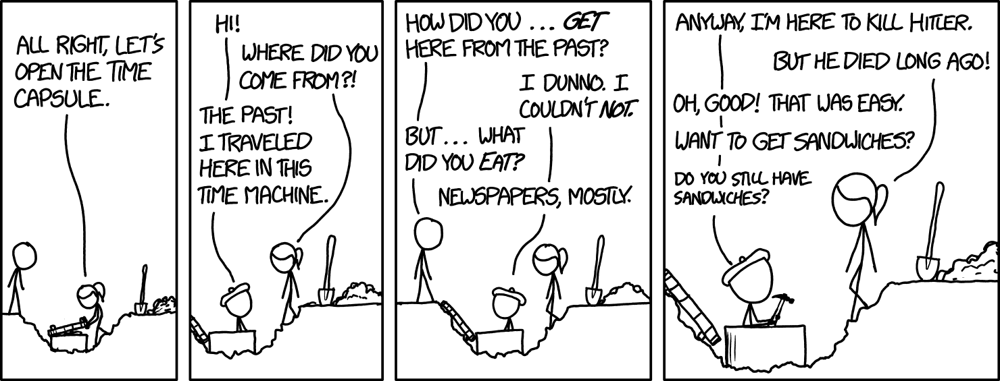 ALL RIGHT, LET'S
OPEN THE TIME
CAPSULE.
HI!
WHERE DID YOU
COME FROM?!
THE PAST!
I TRAVELED
HERE IN THIS
TIME MACHINE.
HOW DID YOU ... GET
HERE FROM THE PAST?
I DUNNO. I
COULDN'T NOT.
BUT... WHAT
DID YOU EAT?
NEWSPAPERS, MOSTLY.
ANYWAY, I'M HERE TO KILL HITLER.
BUT HE DIED LONG AGO!
OH, GOOD! THAT WAS EASY.
WANT TO GET SANDWICHES?
DO YOU STILL HAVE
SANDWICHES?